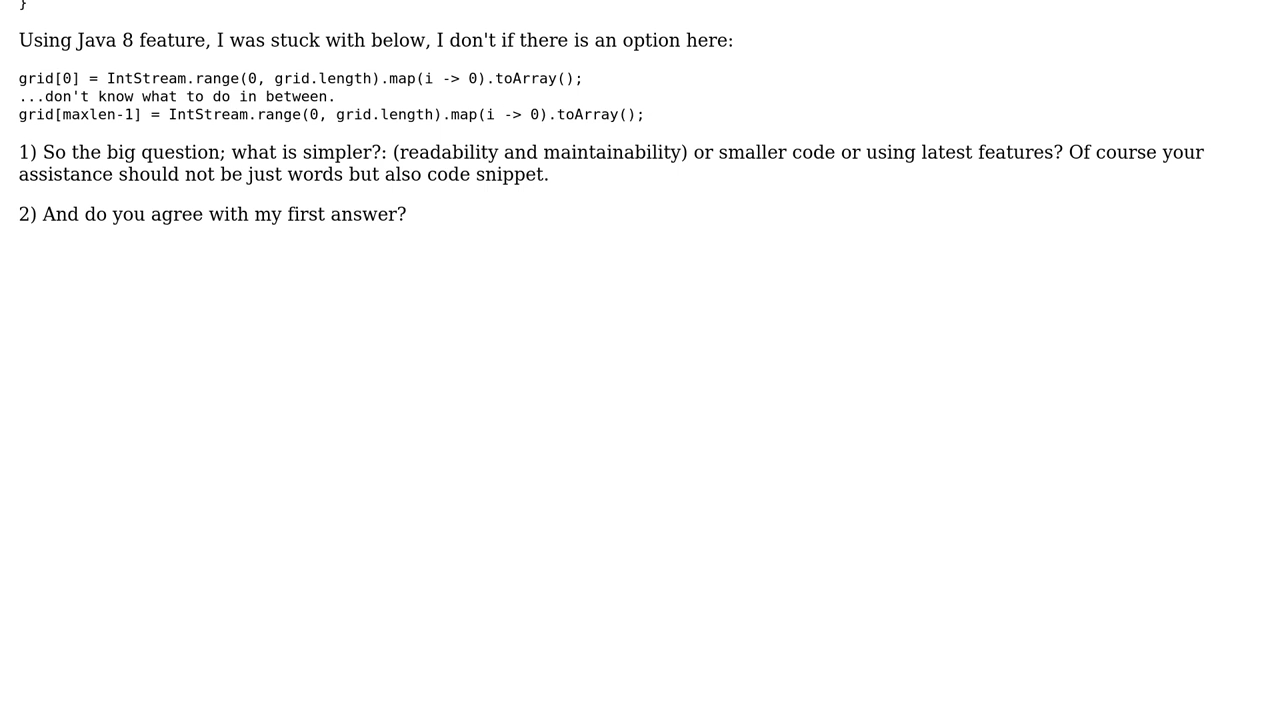 }
Using Java 8 feature, I was stuck with below, I don't if there is an option here:
grid[0] = IntStream.range(0, grid.length).map(i -> 0).toArray();
...don't know what to do in between.
grid[maxlen-1] = IntStream.range(0, grid.length).map(i -> 0).toArray();
1) So the big question; what is simpler?: (readability and maintainability) or smaller code or using latest features? Of course your
assistance should not be just words but also code snippet.
2) And do you agree with my first answer?